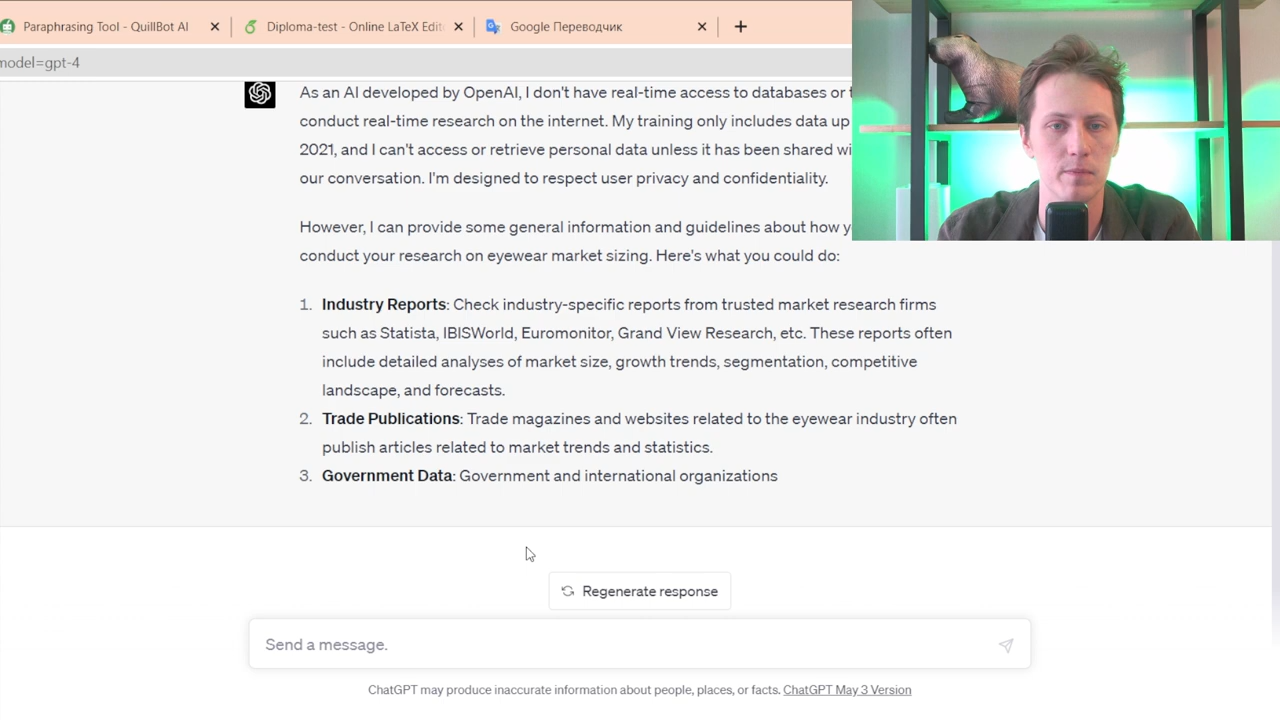 Paraphrasing Tool - QuillBot AI
Diploma-test - Online LaTeX Edit
Google Переводчик
model=gpt-4
As an AI developed by OpenAI, I don't have real-time access to databases or
conduct real-time research on the internet. My training only includes data up
2021, and I can't access or retrieve personal data unless it has been shared
our conversation. I'm designed to respect user privacy and confidentiality.
However, I can provide some general information and guidelines about how
conduct your research on eyewear market sizing. Here's what you could do:
1. Industry Reports: Check industry-specific reports from trusted market research firms
such as Statista, IBISWorld, Euromonitor, Grand View Research, etc. These reports often
include detailed analyses of market size, growth trends, segmentation, competitive
landscape, and forecasts.
2. Trade Publications: Trade magazines and websites related to the eyewear industry often
publish articles related to market trends and statistics.
3. Government Data: Government and international organizations
Regenerate response
Send a message.
ChatGPT may produce inaccurate information about people, places, or facts. ChatGPT May 3 Version